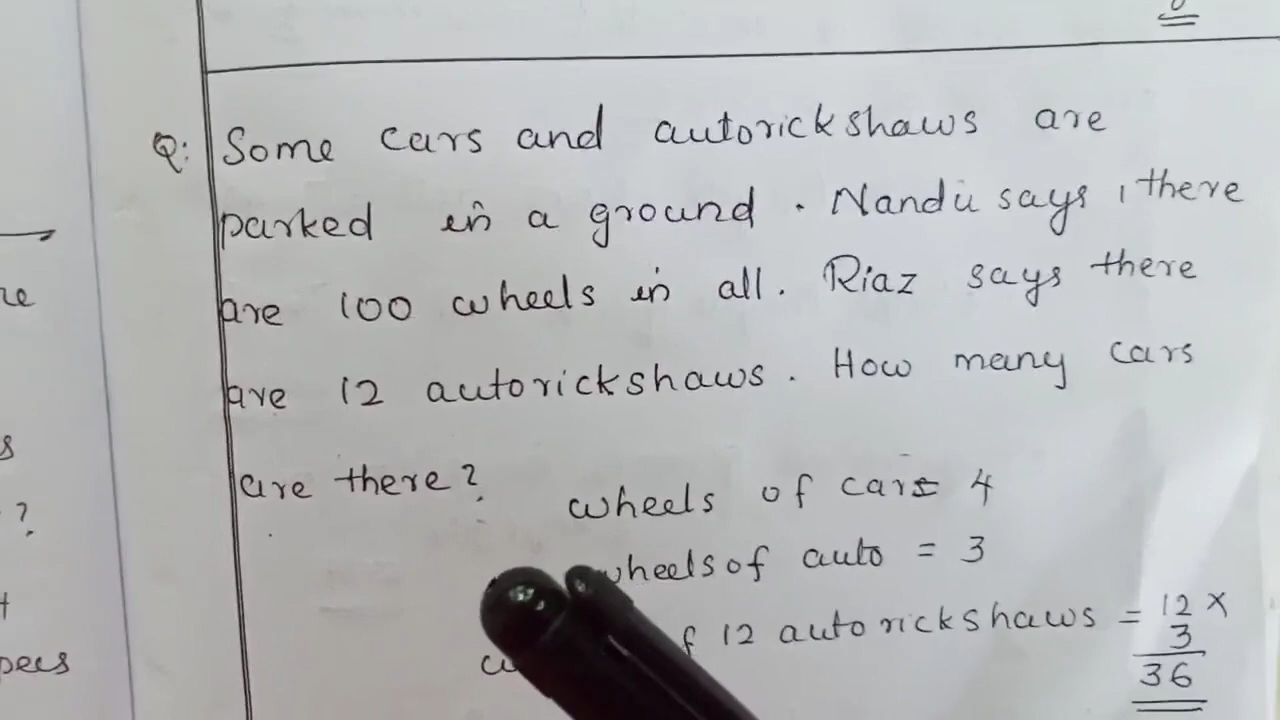 Q: Some cars and autorickshaws are
parked in a ground. Nandu says, there
are 100 wheels in all. Riaz says there
are 12 autorickshaws. How many cars
are there?
wheels of car = 4
wheels of auto = 3
12 autorickshaws = 12 ×
3
36
?